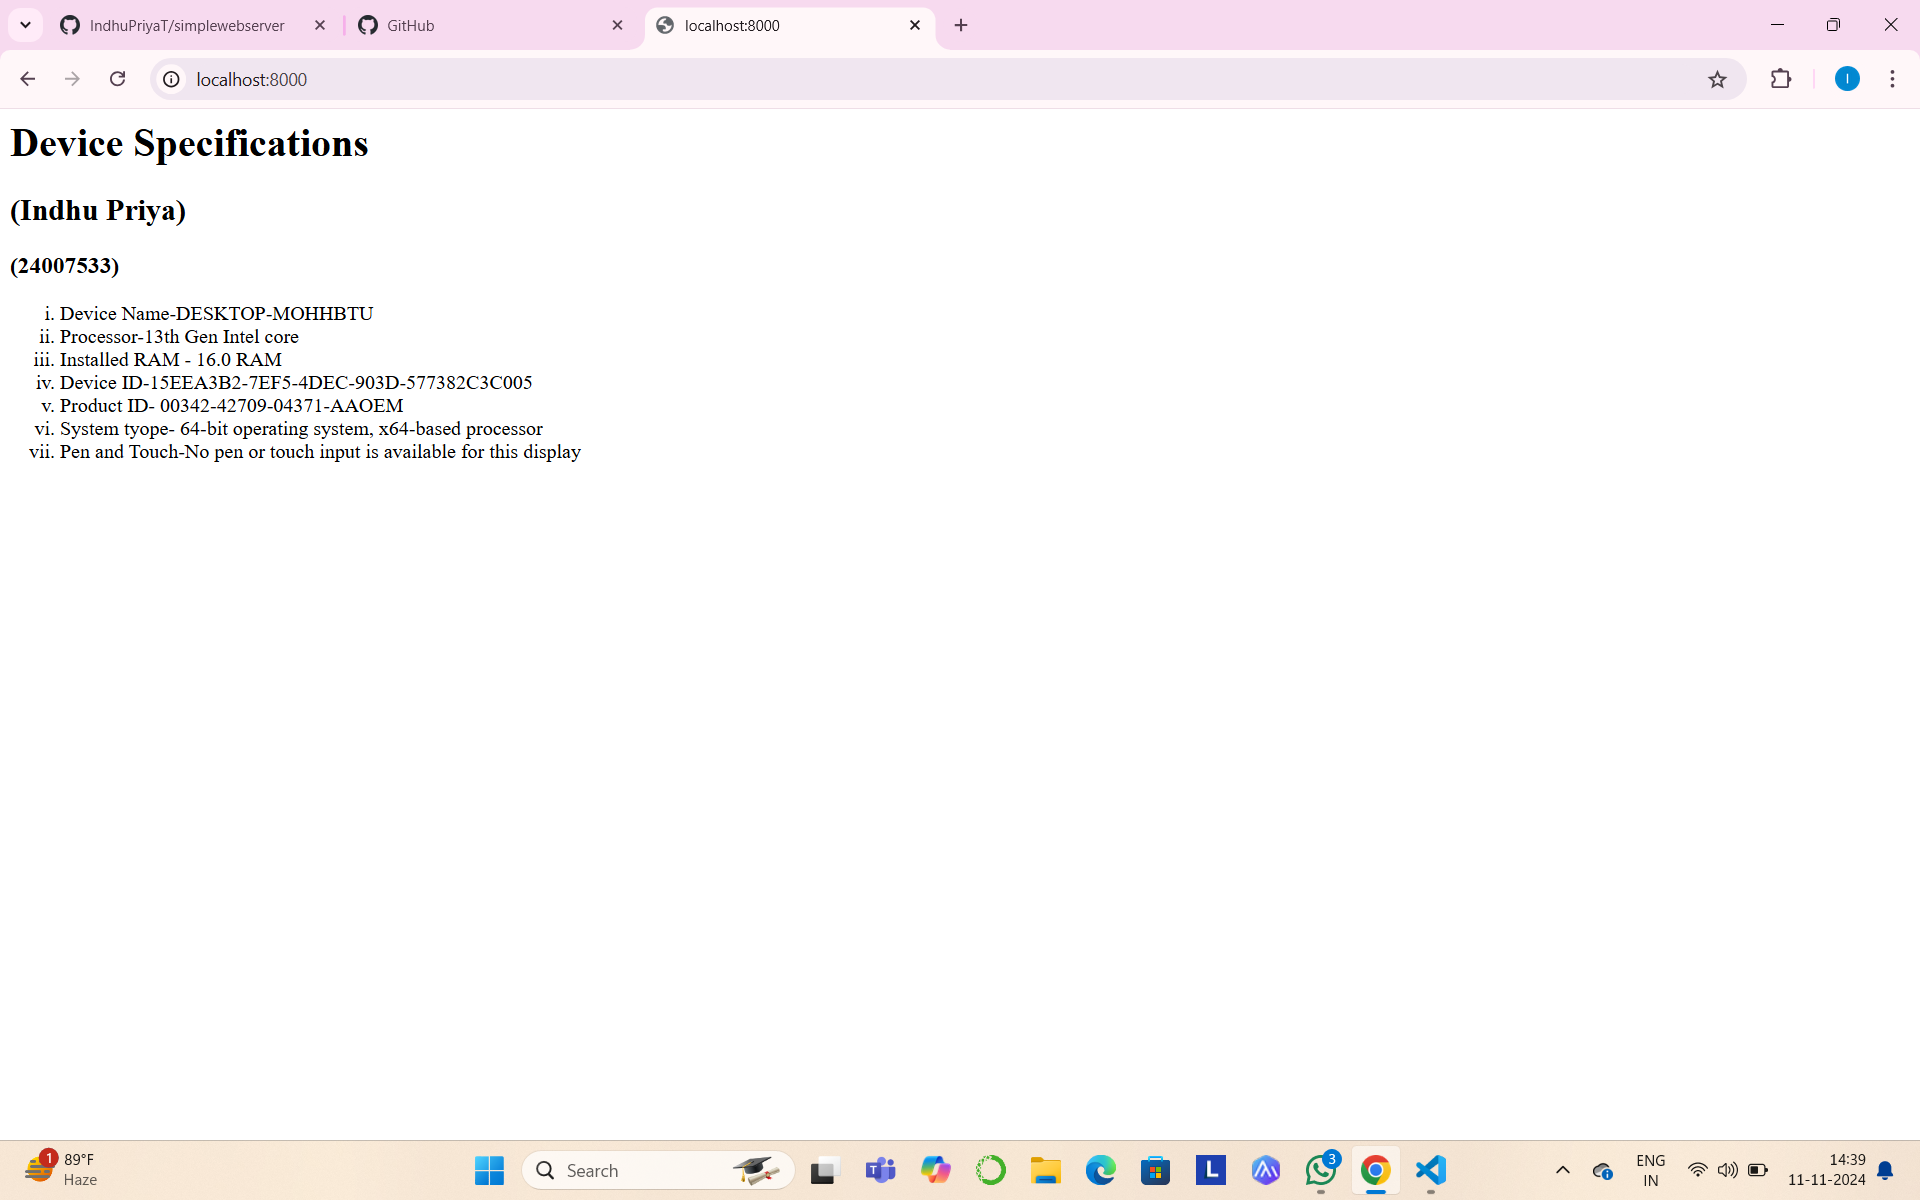 IndhuPriyaT/simplewebserver
GitHub
localhost:8000
localhost:8000
I
Device Specifications
(Indhu Priya)
(24007533)
i. Device Name-DESKTOP-MOHHBTU
ii. Processor-13th Gen Intel core
iii. Installed RAM - 16.0 RAM
iv. Device ID-15EEA3B2-7EF5-4DEC-903D-577382C3C005
v. Product ID- 00342-42709-04371-AAOEM
vi. System tyope- 64-bit operating system, x64-based processor
vii. Pen and Touch-No pen or touch input is available for this display
1
89°F
Haze
Search
T
L
3
ENG
IN
14:39
11-11-2024